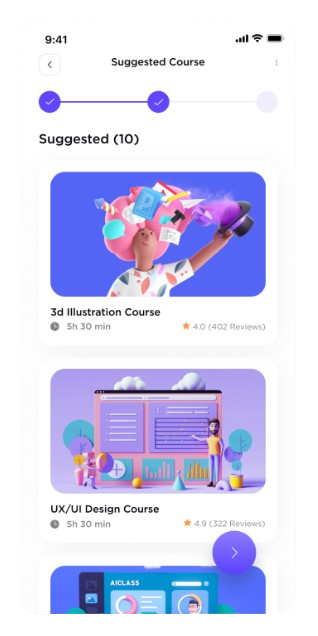 9:41
Suggested Course
Suggested (10)
3d Illustration Course
5h 30 min
4.0 (402 Reviews)
UX/UI Design Course
5h 30 min
4.9 (322 Reviews)
AICLASS